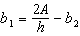 b₁ = 2A/h − b₂